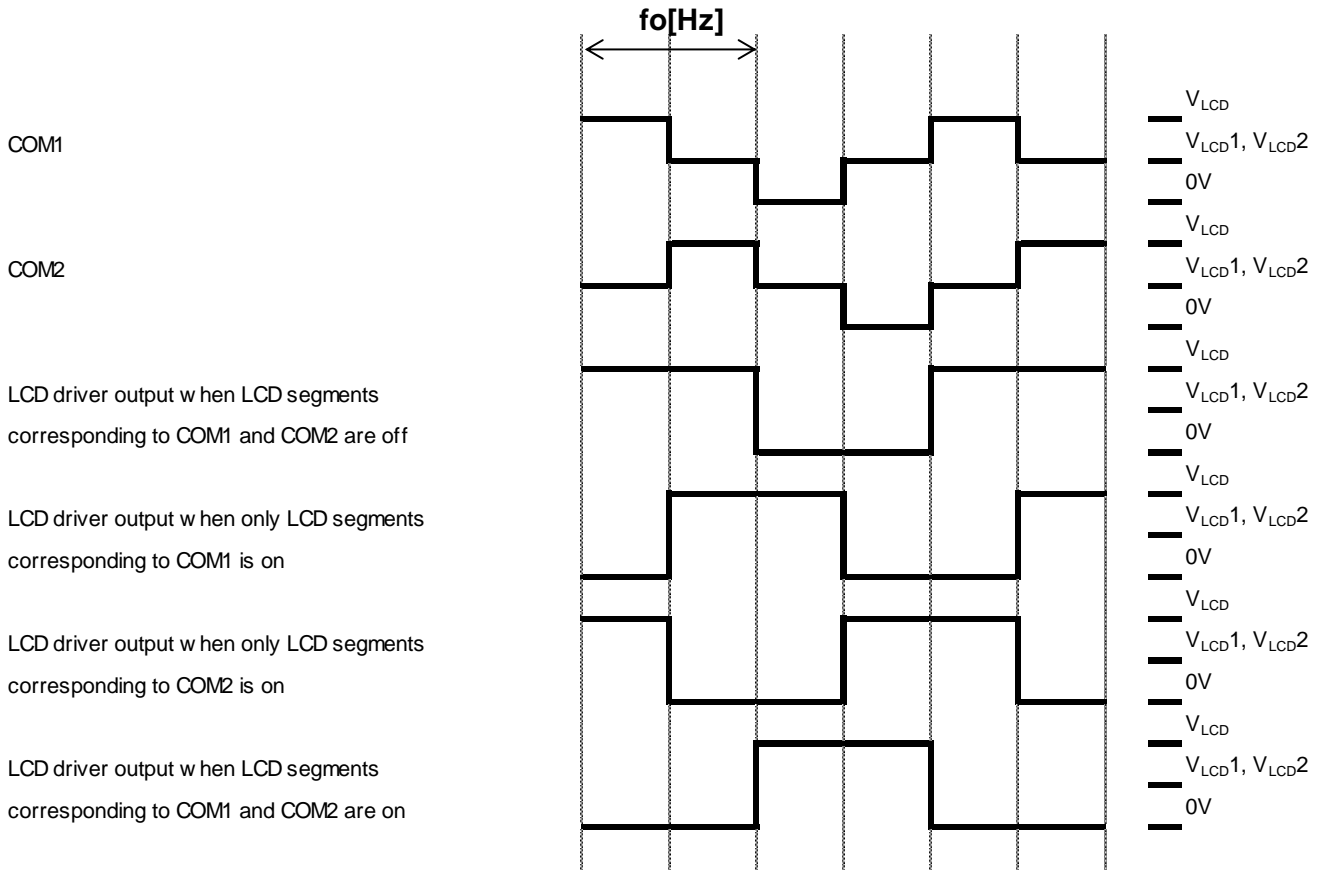 fo[Hz]
COM1
VLCD
VLCD1, VLCD2
0V
COM2
VLCD
VLCD1, VLCD2
0V
LCD driver output w hen LCD segments
corresponding to COM1 and COM2 are off
VLCD
VLCD1, VLCD2
0V
LCD driver output w hen only LCD segments
corresponding to COM1 is on
VLCD
VLCD1, VLCD2
0V
LCD driver output w hen only LCD segments
corresponding to COM2 is on
VLCD
VLCD1, VLCD2
0V
LCD driver output w hen LCD segments
corresponding to COM1 and COM2 are on
VLCD
VLCD1, VLCD2
0V